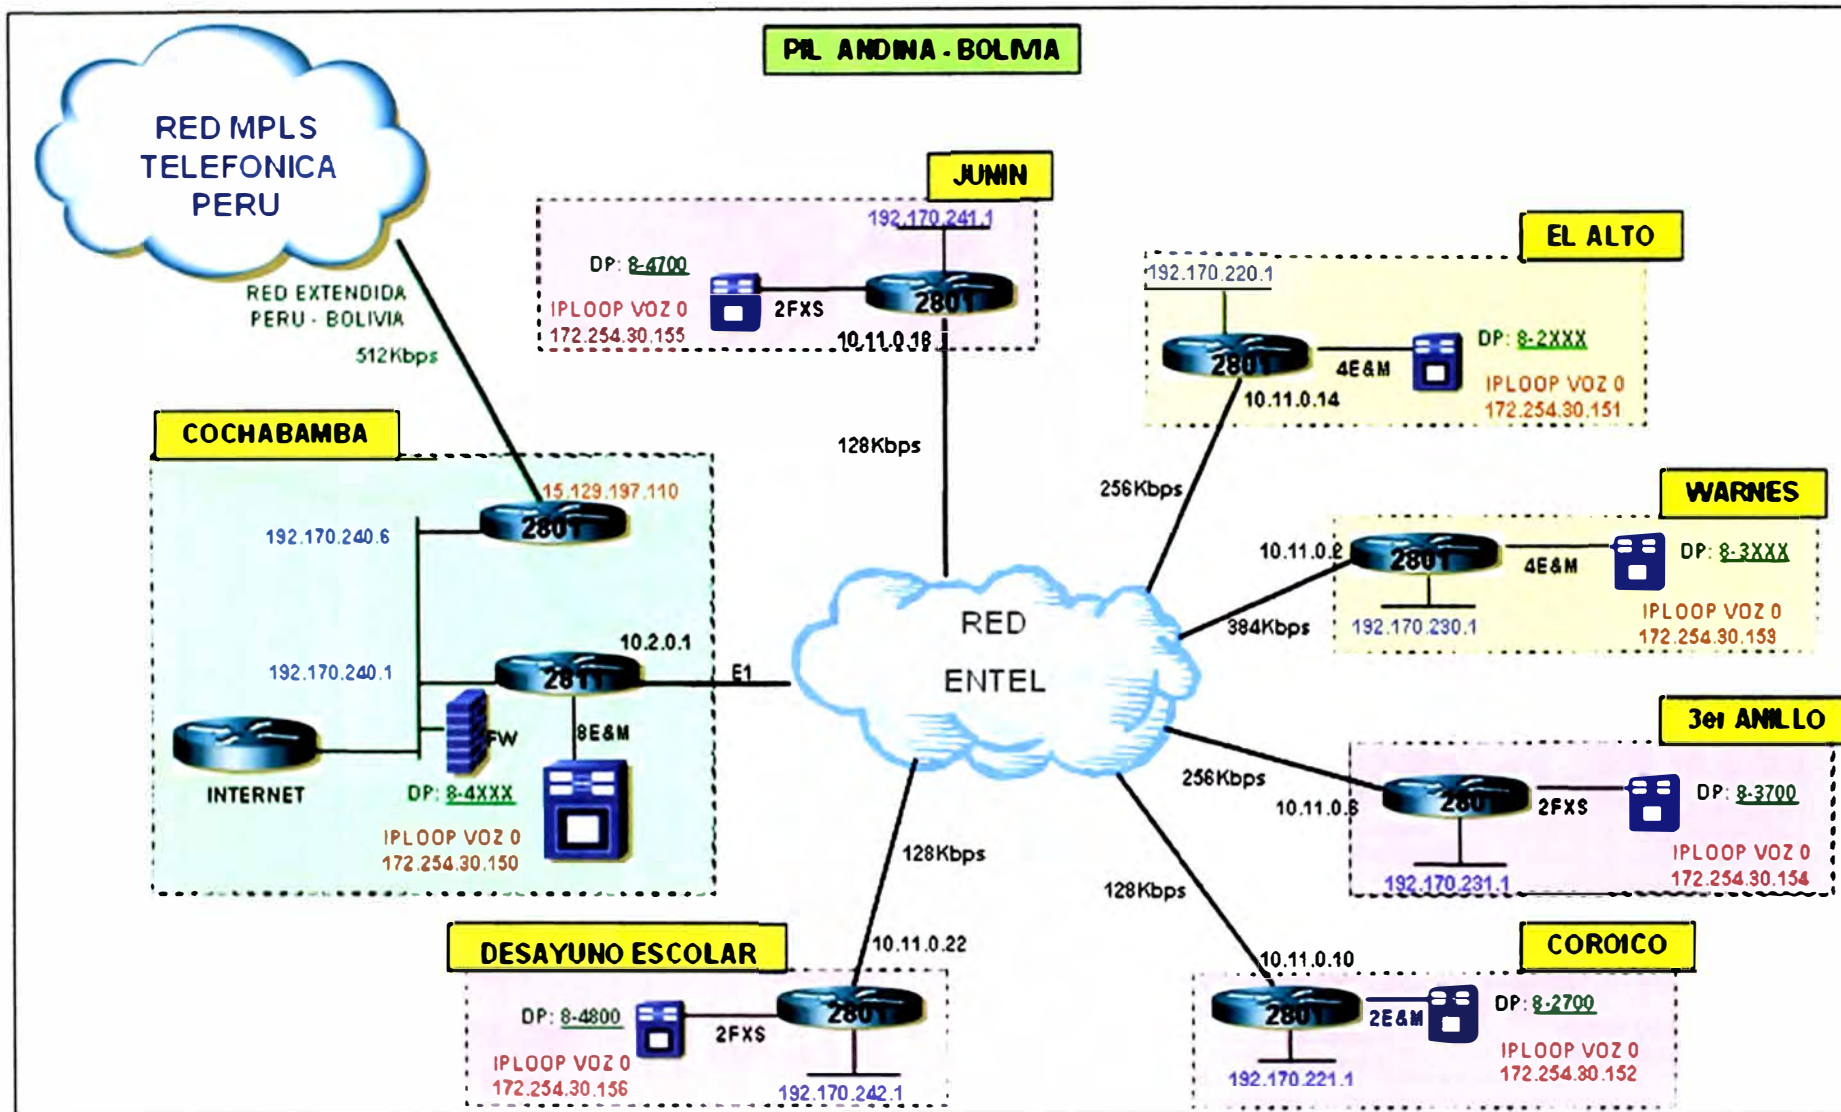 PIL ANDINA - BOLIVIA
RED MPLS
TELEFONICA
PERU
RED EXTENDIDA
PERU - BOLIVIA
512Kbps
JUNIN
192.170.241.1
DP: 8-4700
IPLOOP VOZ 0
172.254.30.155
2FXS
2801
10.11.0.18
128Kbps
EL ALTO
192.170.220.1
2801
4E&M
10.11.0.14
DP: 8-2XXX
IPLOOP VOZ 0
172.254.30.151
256Kbps
COCHABAMBA
15.129.197.110
2801
192.170.240.6
192.170.240.1
10.2.0.1
2811
E1
8E&M
FW
INTERNET
DP: 8-4XXX
IPLOOP VOZ 0
172.254.30.150
RED
ENTEL
WARNES
10.11.0.2
2801
4E&M
DP: 8-3XXX
384Kbps
192.170.230.1
IPLOOP VOZ 0
172.254.30.153
3er ANILLO
256Kbps
10.11.0.6
2801
2FXS
DP: 8-3700
192.170.231.1
IPLOOP VOZ 0
172.254.30.154
DESAYUNO ESCOLAR
128Kbps
10.11.0.22
DP: 8-4800
2FXS
2801
IPLOOP VOZ 0
172.254.30.156
192.170.242.1
COROICO
128Kbps
10.11.0.10
2801
2E&M
DP: 8-2700
192.170.221.1
IPLOOP VOZ 0
172.254.30.152